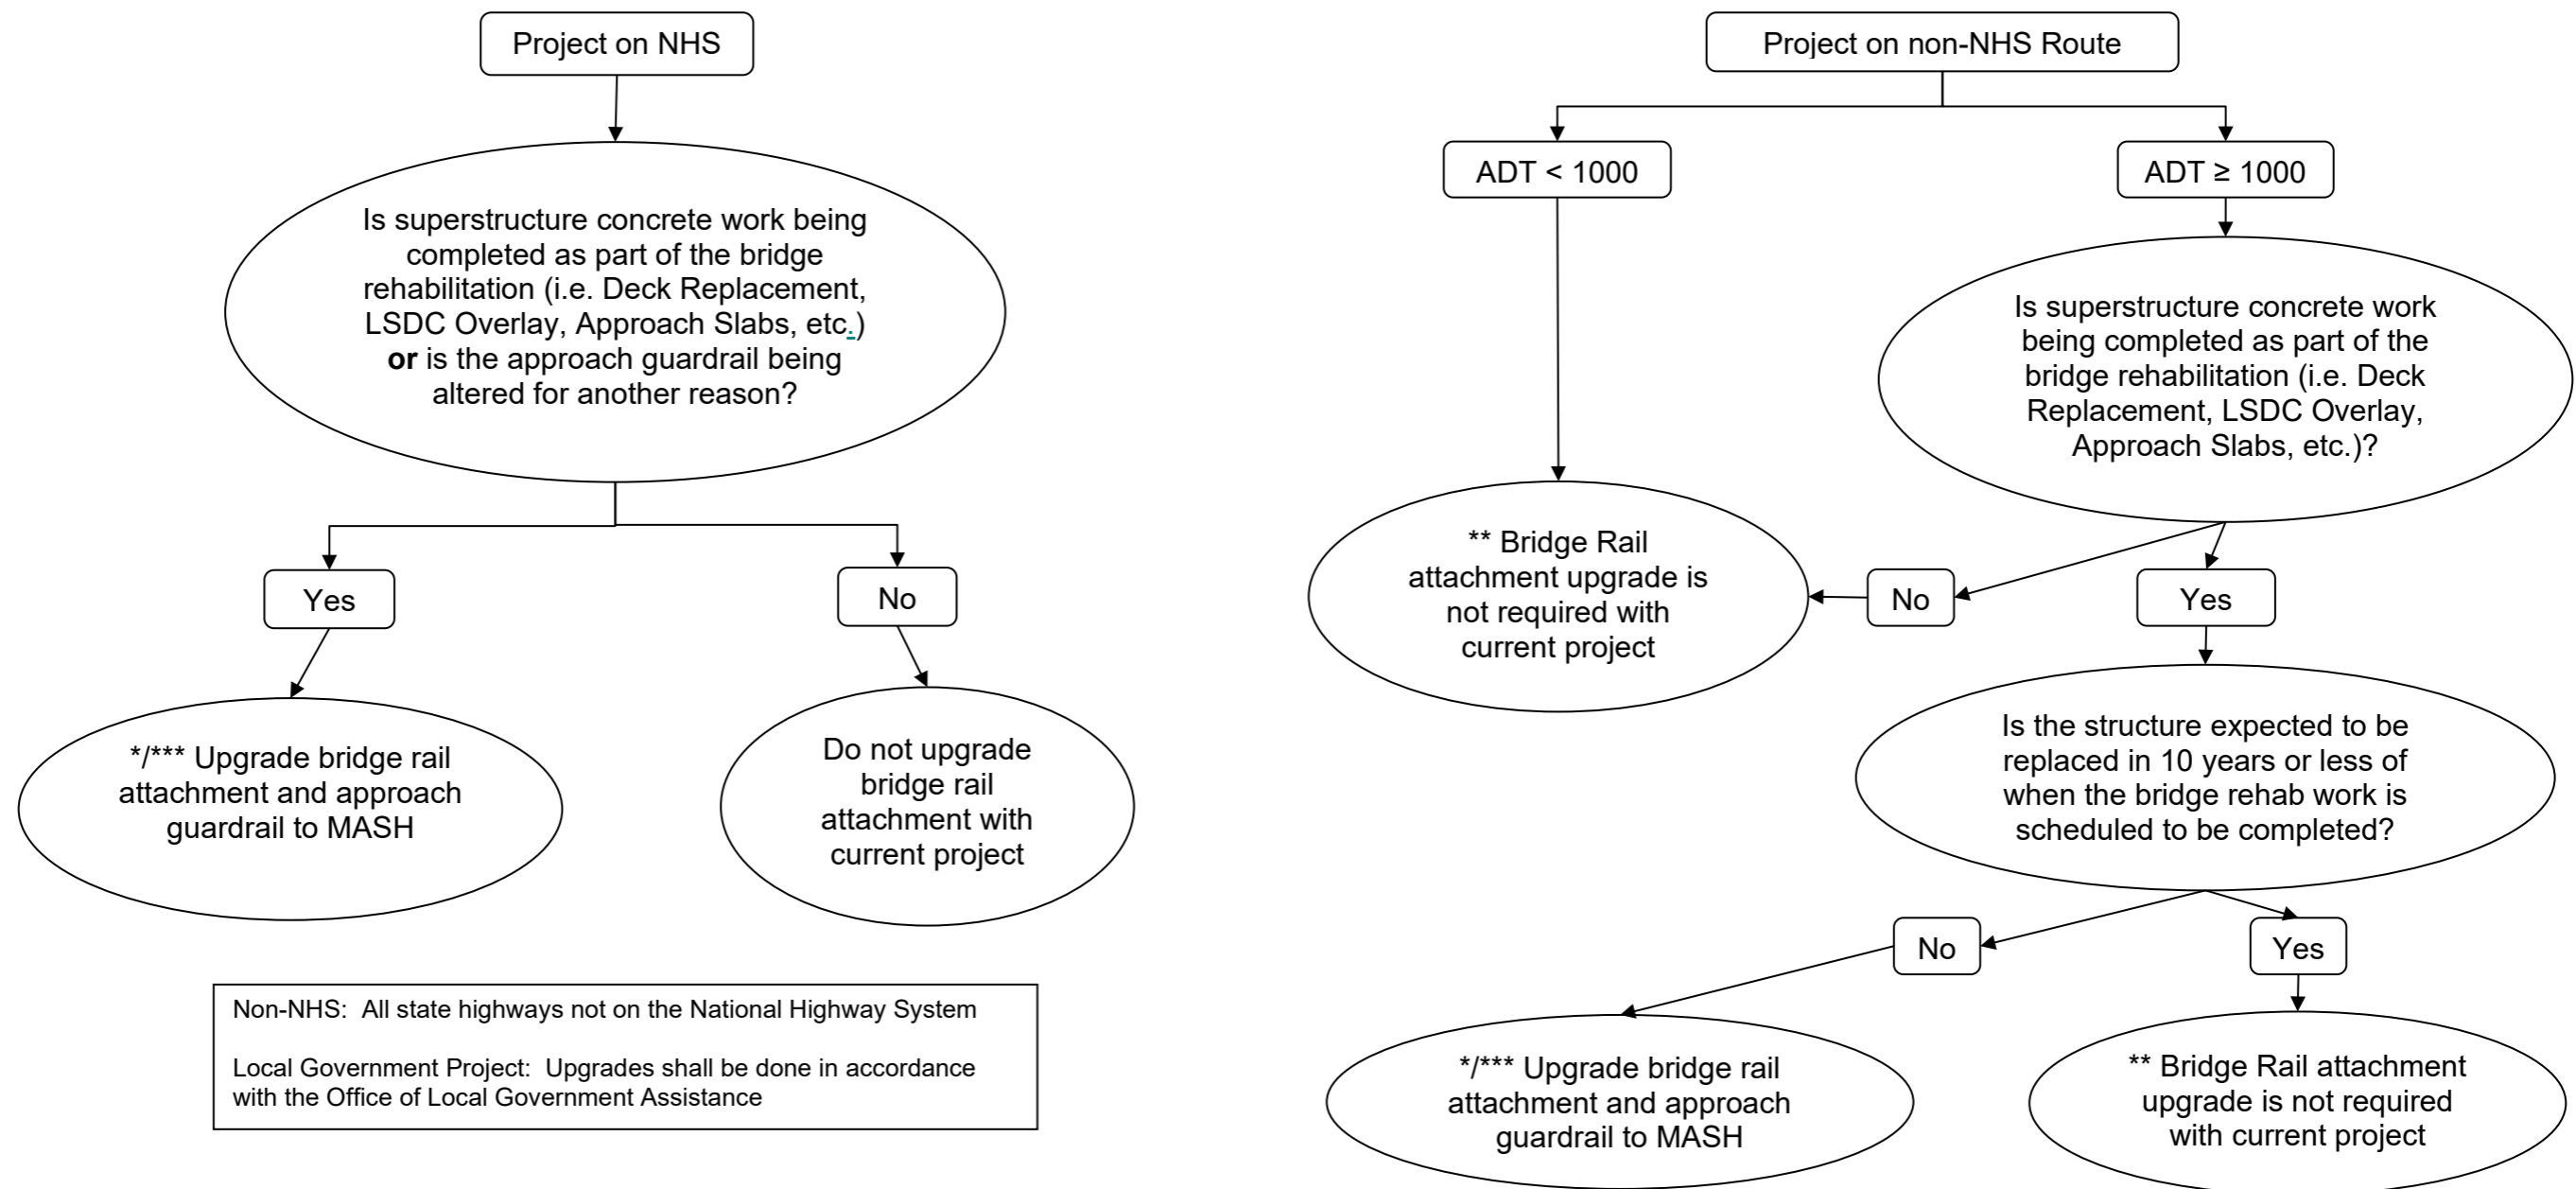 Project on NHS
Is superstructure concrete work being
completed as part of the bridge
rehabilitation (i.e. Deck Replacement,
LSDC Overlay, Approach Slabs, etc.)
or is the approach guardrail being
altered for another reason?
Yes
No
*/*** Upgrade bridge rail
attachment and approach
guardrail to MASH
Do not upgrade
bridge rail
attachment with
current project
Non-NHS: All state highways not on the National Highway System
Local Government Project: Upgrades shall be done in accordance
with the Office of Local Government Assistance
Project on non-NHS Route
ADT < 1000
ADT ≥ 1000
Is superstructure concrete work
being completed as part of the
bridge rehabilitation (i.e. Deck
Replacement, LSDC Overlay,
Approach Slabs, etc.)?
** Bridge Rail
attachment upgrade is
not required with
current project
No
Yes
Is the structure expected to be
replaced in 10 years or less of
when the bridge rehab work is
scheduled to be completed?
No
Yes
*/*** Upgrade bridge rail
attachment and approach
guardrail to MASH
** Bridge Rail attachment
upgrade is not required
with current project